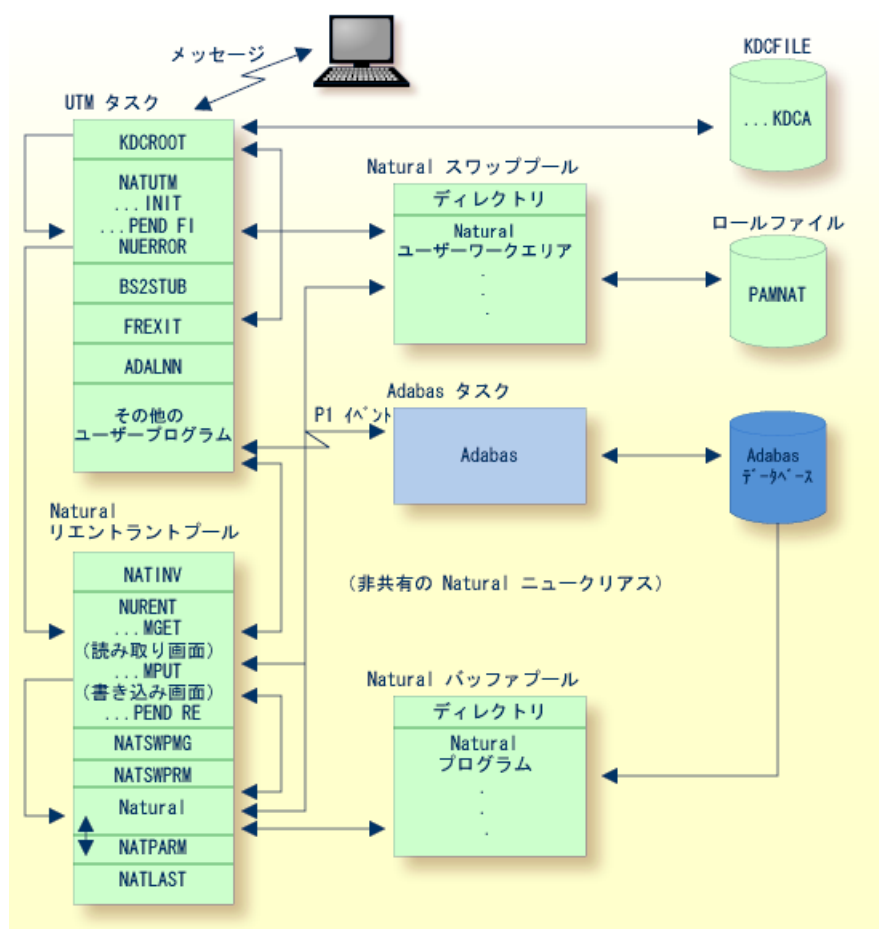 メッセージ
KDCFILE
...KDCA
UTM タスク
KDCROOT
NATUTM
...INIT
...PEND FI
NUERROR
BS2STUB
FREXIT
ADALNN
その他の
ユーザープログラム
Natural スワッププール
ディレクトリ
Natural
ユーザーワークエリア
.
.
.
ロールファイル
PAMNAT
Adabas タスク
P1 イベント
Adabas
Adabas
データベース
Natural
リエントラントプール
NATINV
NURENT
...MGET
(読み取り画面)
...MPUT
(書き込み画面)
...PEND RE
NATSWPMG
NATSWPRM
Natural
NATPARM
NATLAST
(非共有の Natural ニュークリアス)
Natural バッファプール
ディレクトリ
Natural
プログラム
.
.
.